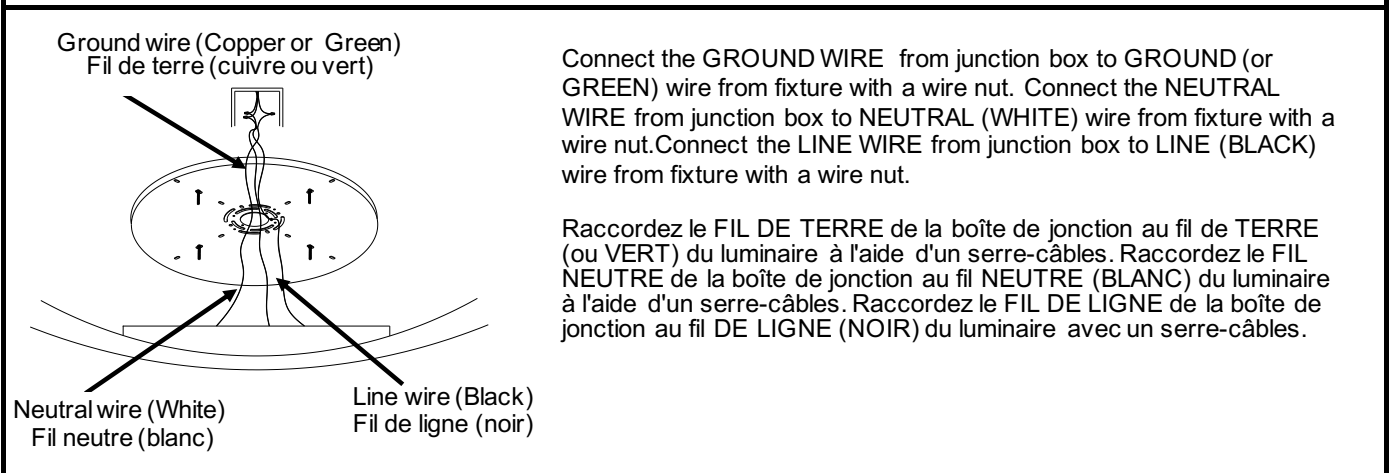 Ground wire (Copper or Green)
Fil de terre (cuivre ou vert)
Neutral wire (White)
Fil neutre (blanc)
Line wire (Black)
Fil de ligne (noir)
Connect the GROUND WIRE from junction box to GROUND (or
GREEN) wire from fixture with a wire nut. Connect the NEUTRAL
WIRE from junction box to NEUTRAL (WHITE) wire from fixture with a
wire nut.Connect the LINE WIRE from junction box to LINE (BLACK)
wire from fixture with a wire nut.
Raccordez le FIL DE TERRE de la boîte de jonction au fil de TERRE
(ou VERT) du luminaire à l'aide d'un serre-câbles. Raccordez le FIL
NEUTRE de la boîte de jonction au fil NEUTRE (BLANC) du luminaire
à l'aide d'un serre-câbles. Raccordez le FIL DE LIGNE de la boîte de
jonction au fil DE LIGNE (NOIR) du luminaire avec un serre-câbles.